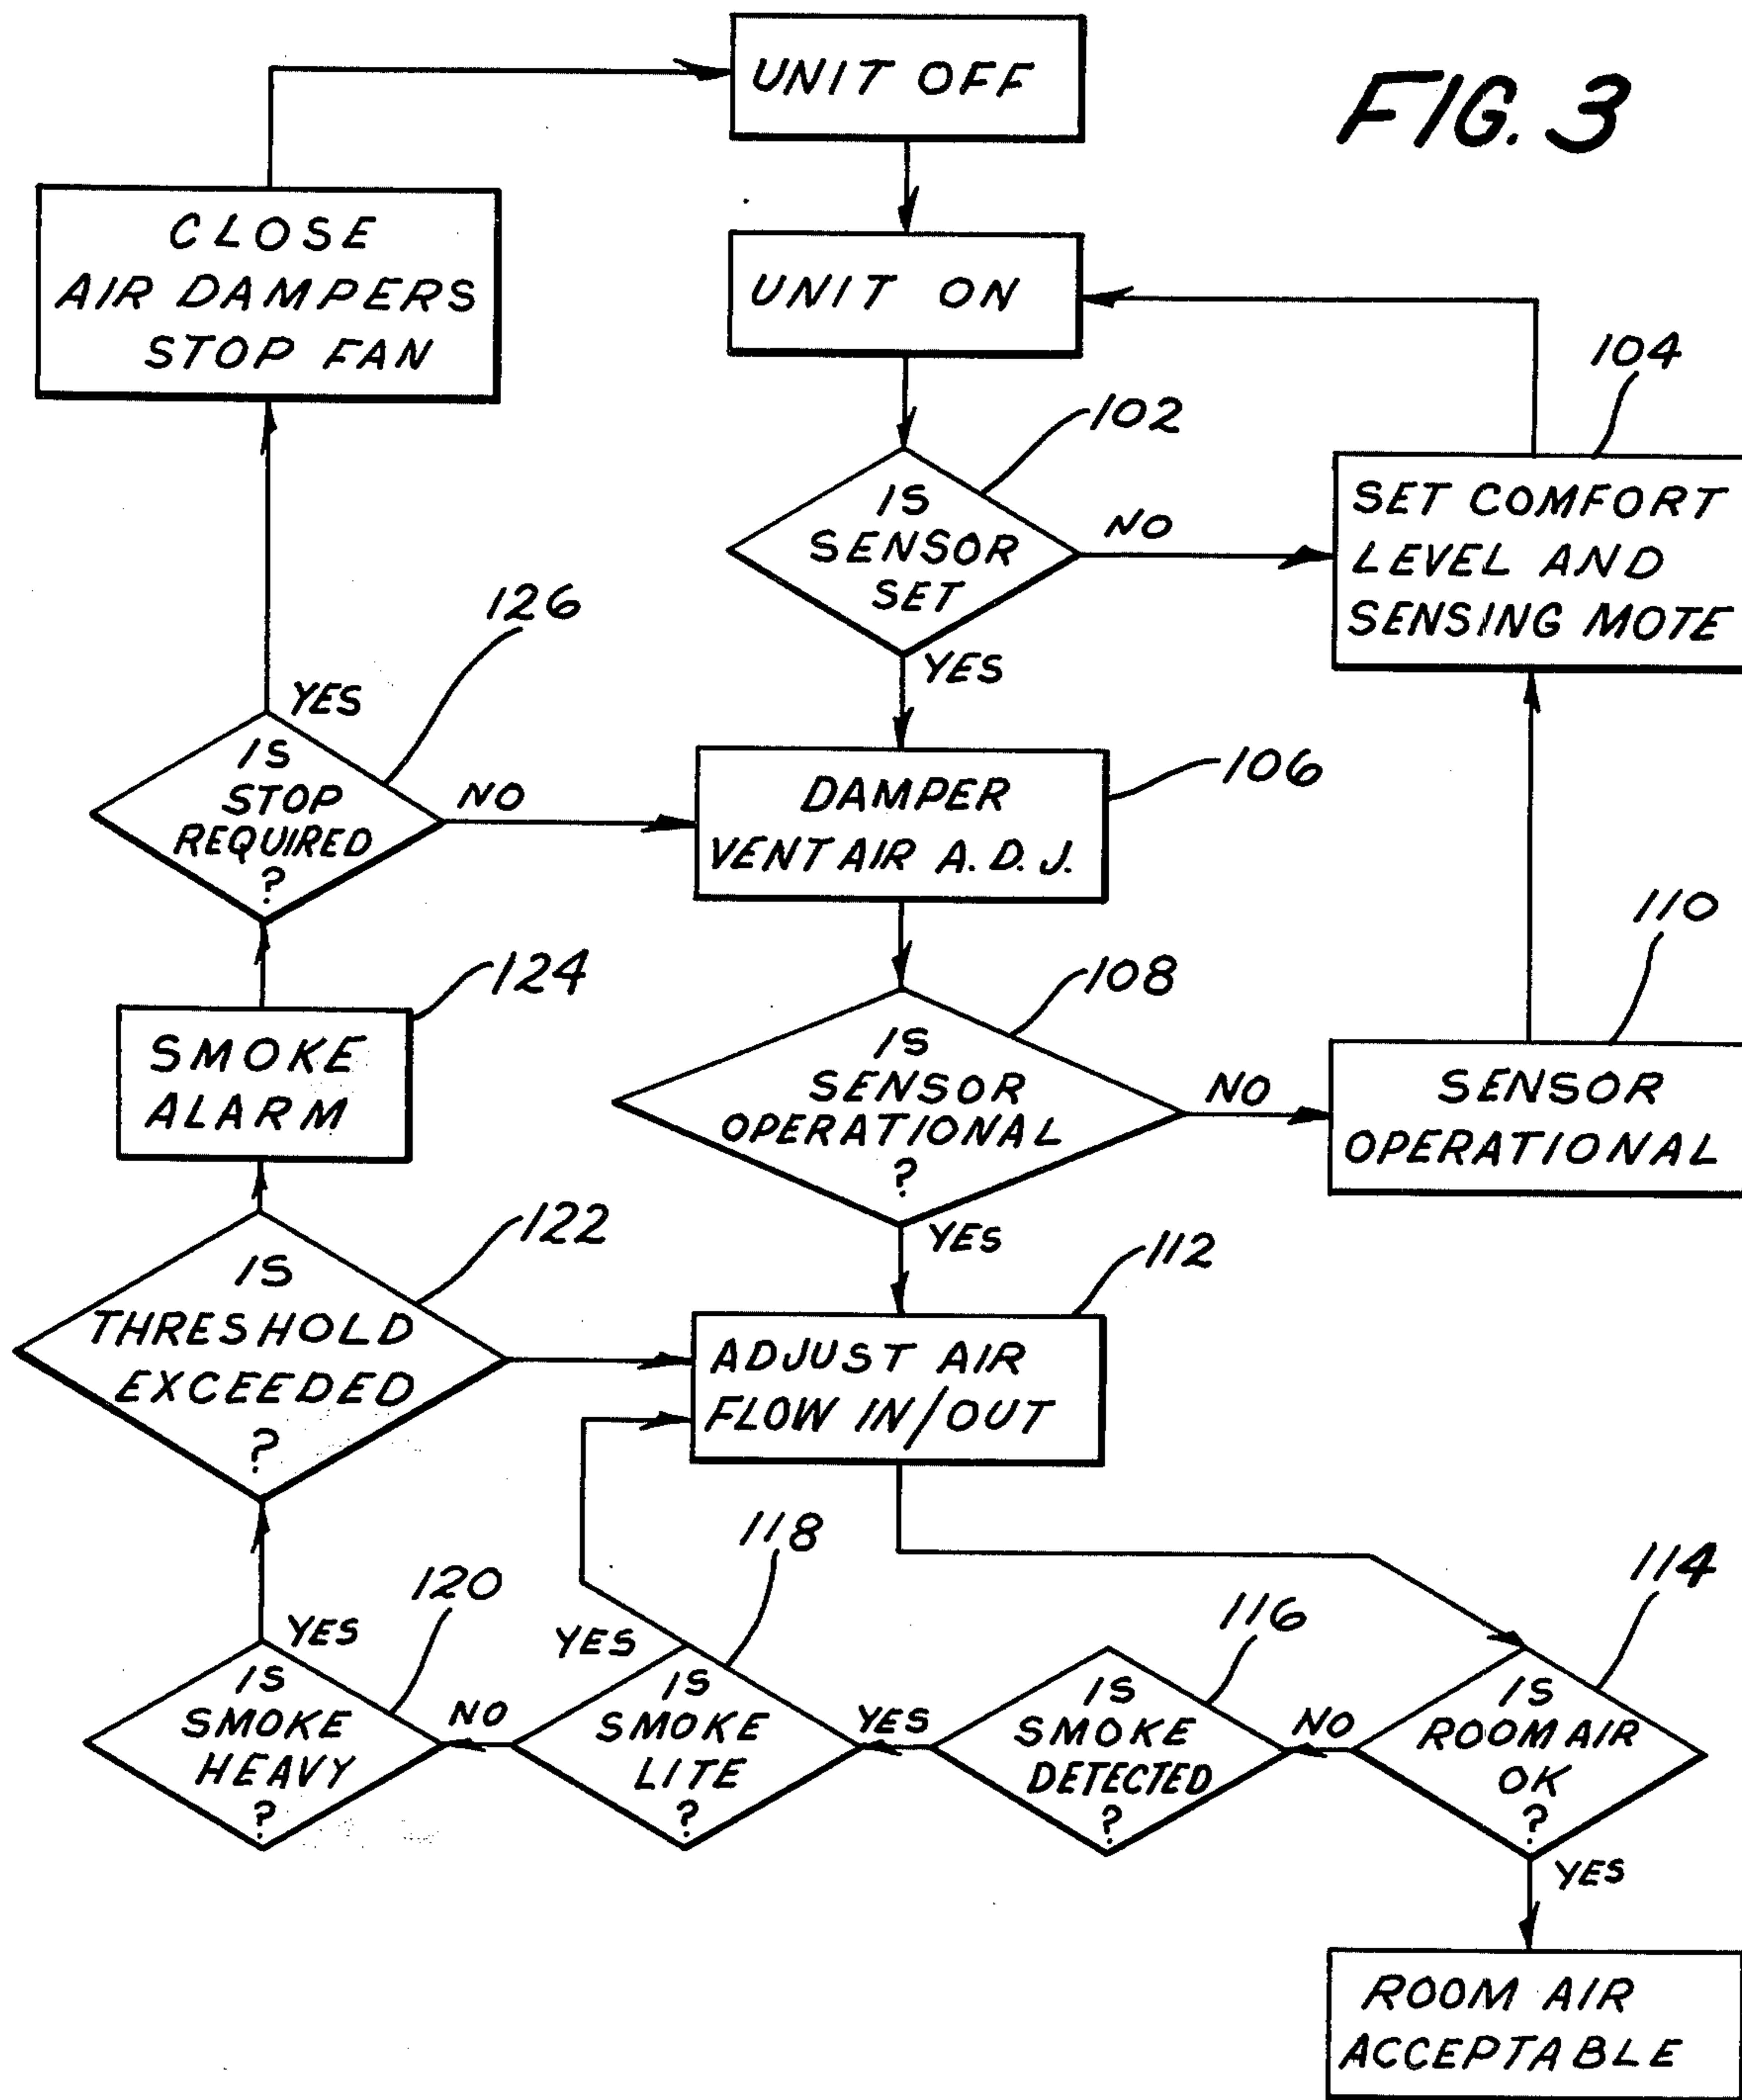 UNIT OFF
FIG. 3
CLOSE
AIR DAMPERS
STOP FAN
UNIT ON
104
102
IS
SENSOR
SET
NO
YES
SET COMFORT
LEVEL AND
SENSING MOTE
126
YES
IS
STOP
REQUIRED
?
NO
106
DAMPER
VENT AIR A.D.J.
110
124
SMOKE
ALARM
108
IS
SENSOR
OPERATIONAL
?
NO
YES
SENSOR
OPERATIONAL
122
IS
THRESHOLD
EXCEEDED
?
112
ADJUST AIR
FLOW IN/OUT
118
120
116
114
YES
IS
SMOKE
HEAVY
?
NO
YES
IS
SMOKE
LITE
?
YES
IS
SMOKE
DETECTED
?
NO
IS
ROOM AIR
OK
?
YES
ROOM AIR
ACCEPTABLE